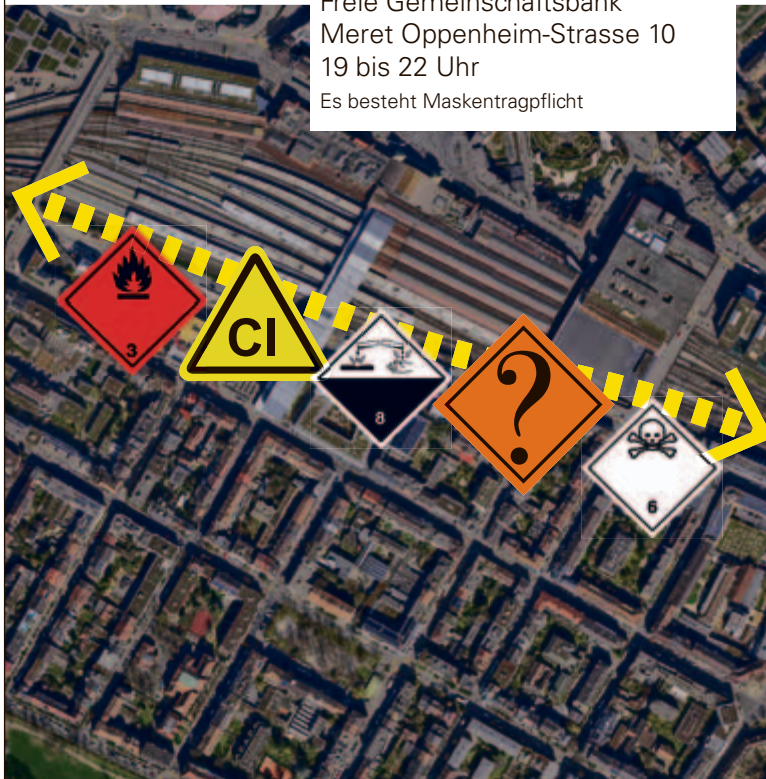 Freie Gemeinschaftsbank
Meret Oppenheim-Strasse 10
19 bis 22 Uhr
Es besteht Maskentragpflicht
3
Cl
8
?
6